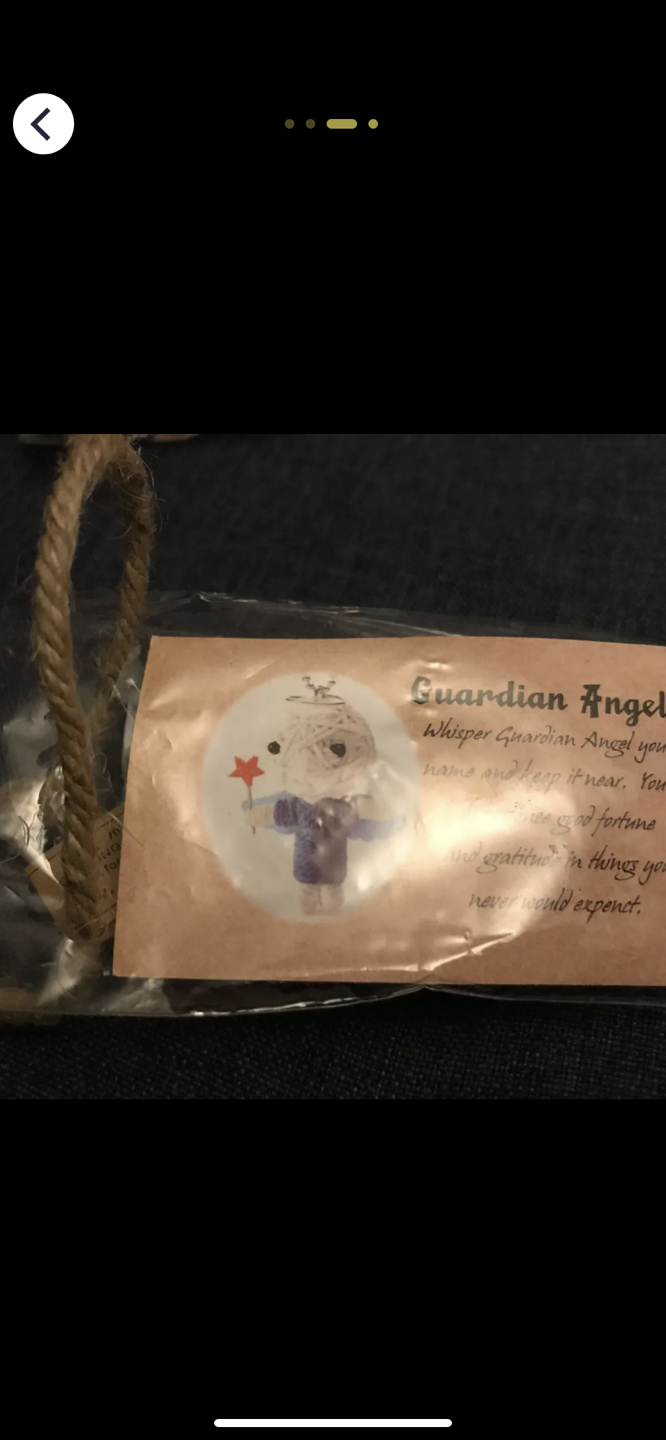 Guardian Angel
Whisper Guardian Angel you
name and keep it near. You
good fortune
and gratitude in things you
never would expect.